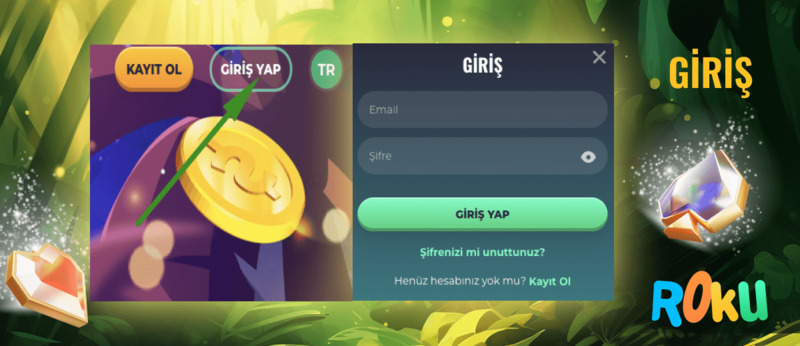 KAYIT OL
GİRİŞ YAP
TR
GİRİŞ
Email
Şifre
GİRİŞ YAP
Şifrenizi mi unuttunuz?
Henüz hesabınız yok mu? Kayıt Ol
GİRİŞ
ROKU